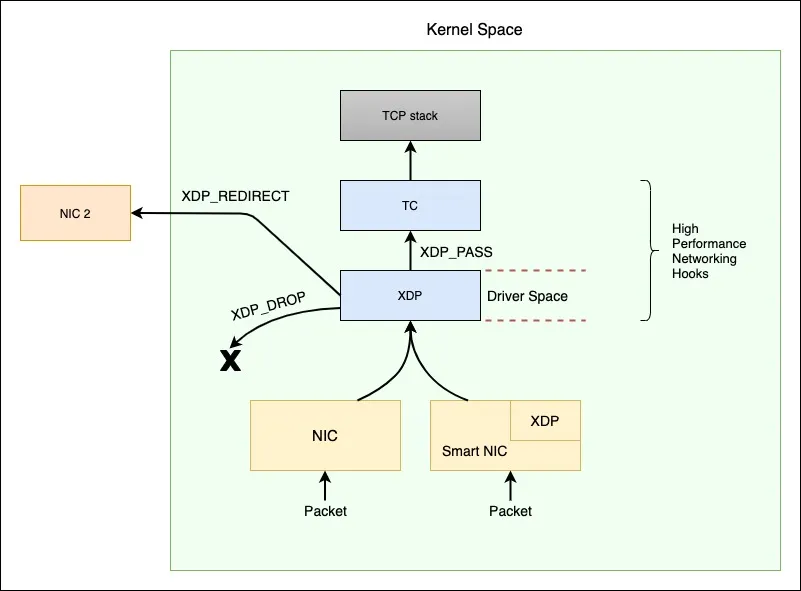 Kernel Space
TCP stack
XDP_REDIRECT
NIC 2
TC
High
Performance
Networking
Hooks
XDP_PASS
XDP
Driver Space
XDP_DROP
X
NIC
XDP
Smart NIC
Packet
Packet